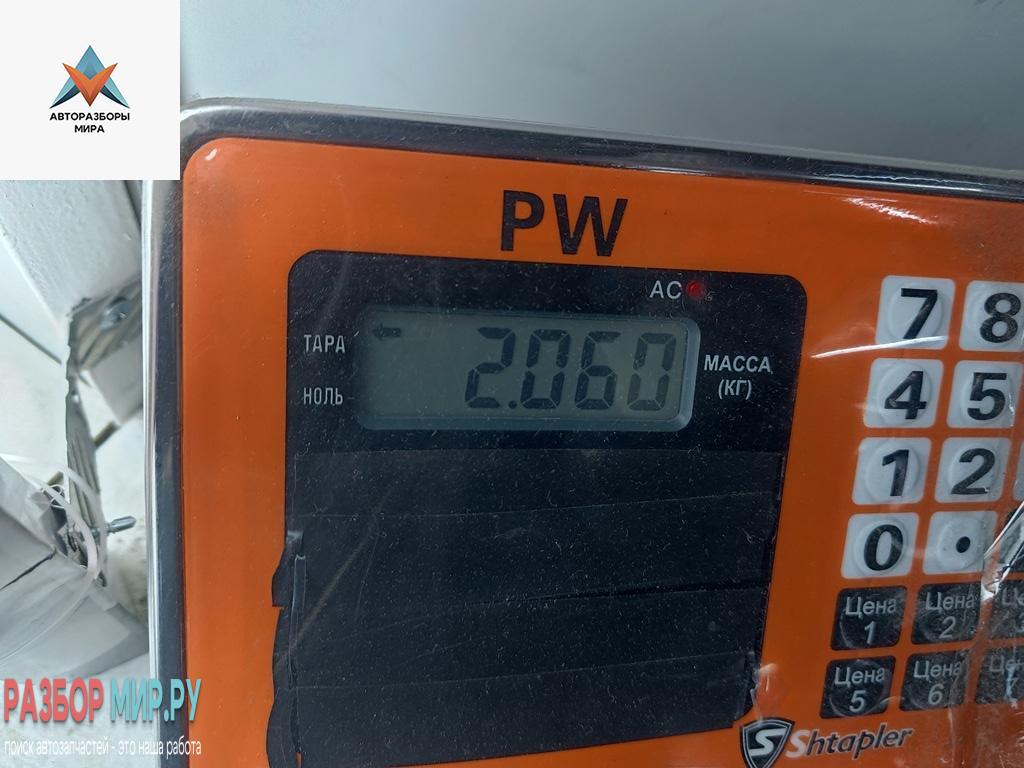 АВТОРАЗБОРЫ
МИРА
PW
AC
ТАРА
2.060
МАССА
(КГ)
НОЛЬ
7 8
4 5
1 2
0 .
Цена 1
Цена 2
Цена 5
Цена 6
S Shtapler
РАЗБОР МИР.РУ
поиск автозапчастей - это наша работа